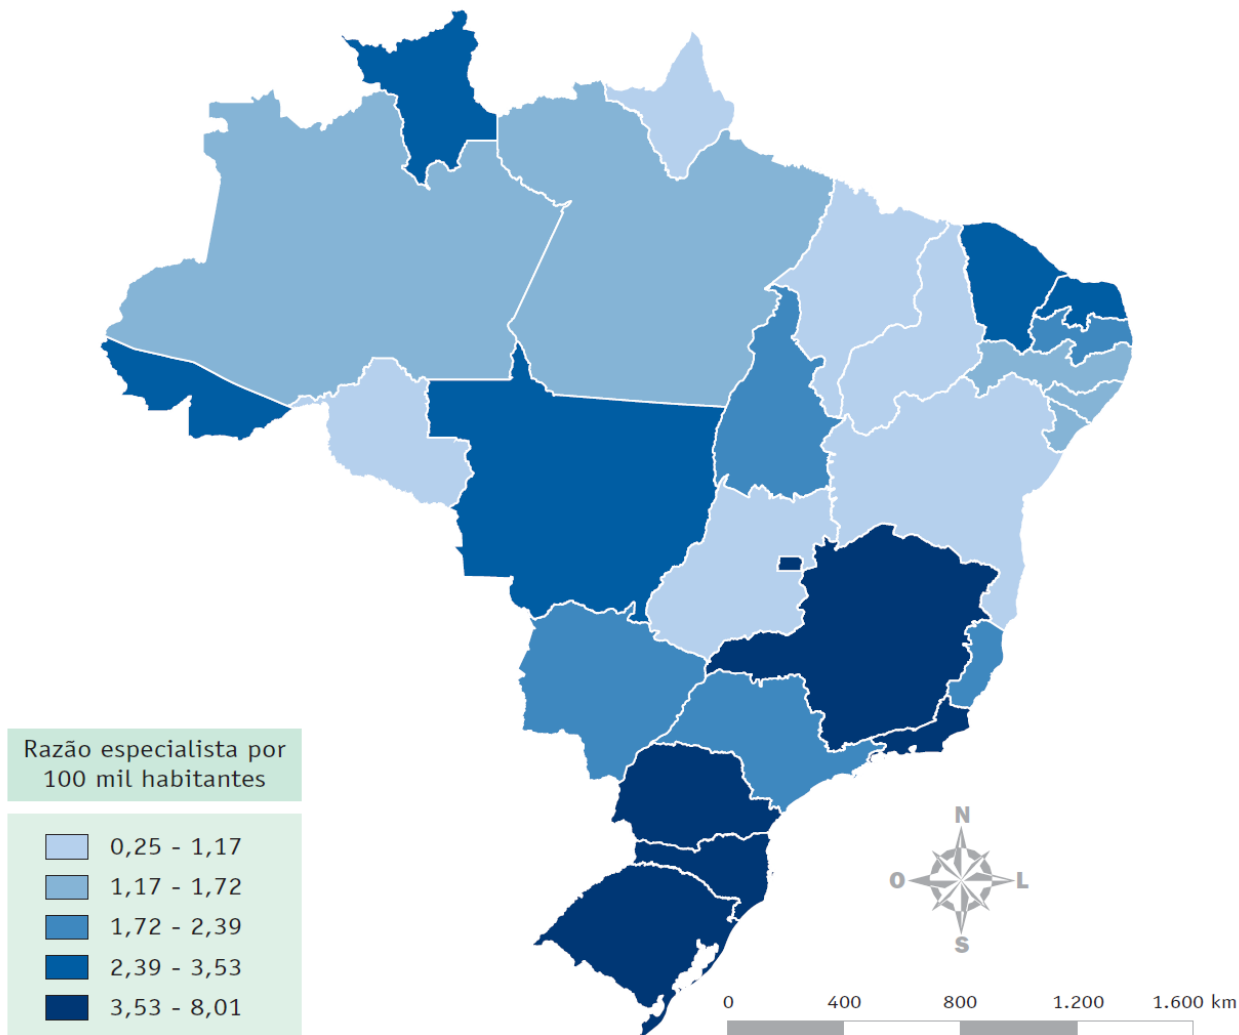 Razão especialista por
100 mil habitantes
0,25 - 1,17
1,17 - 1,72
1,72 - 2,39
2,39 - 3,53
3,53 - 8,01
N
O L
S
0 400 800 1.200 1.600 km